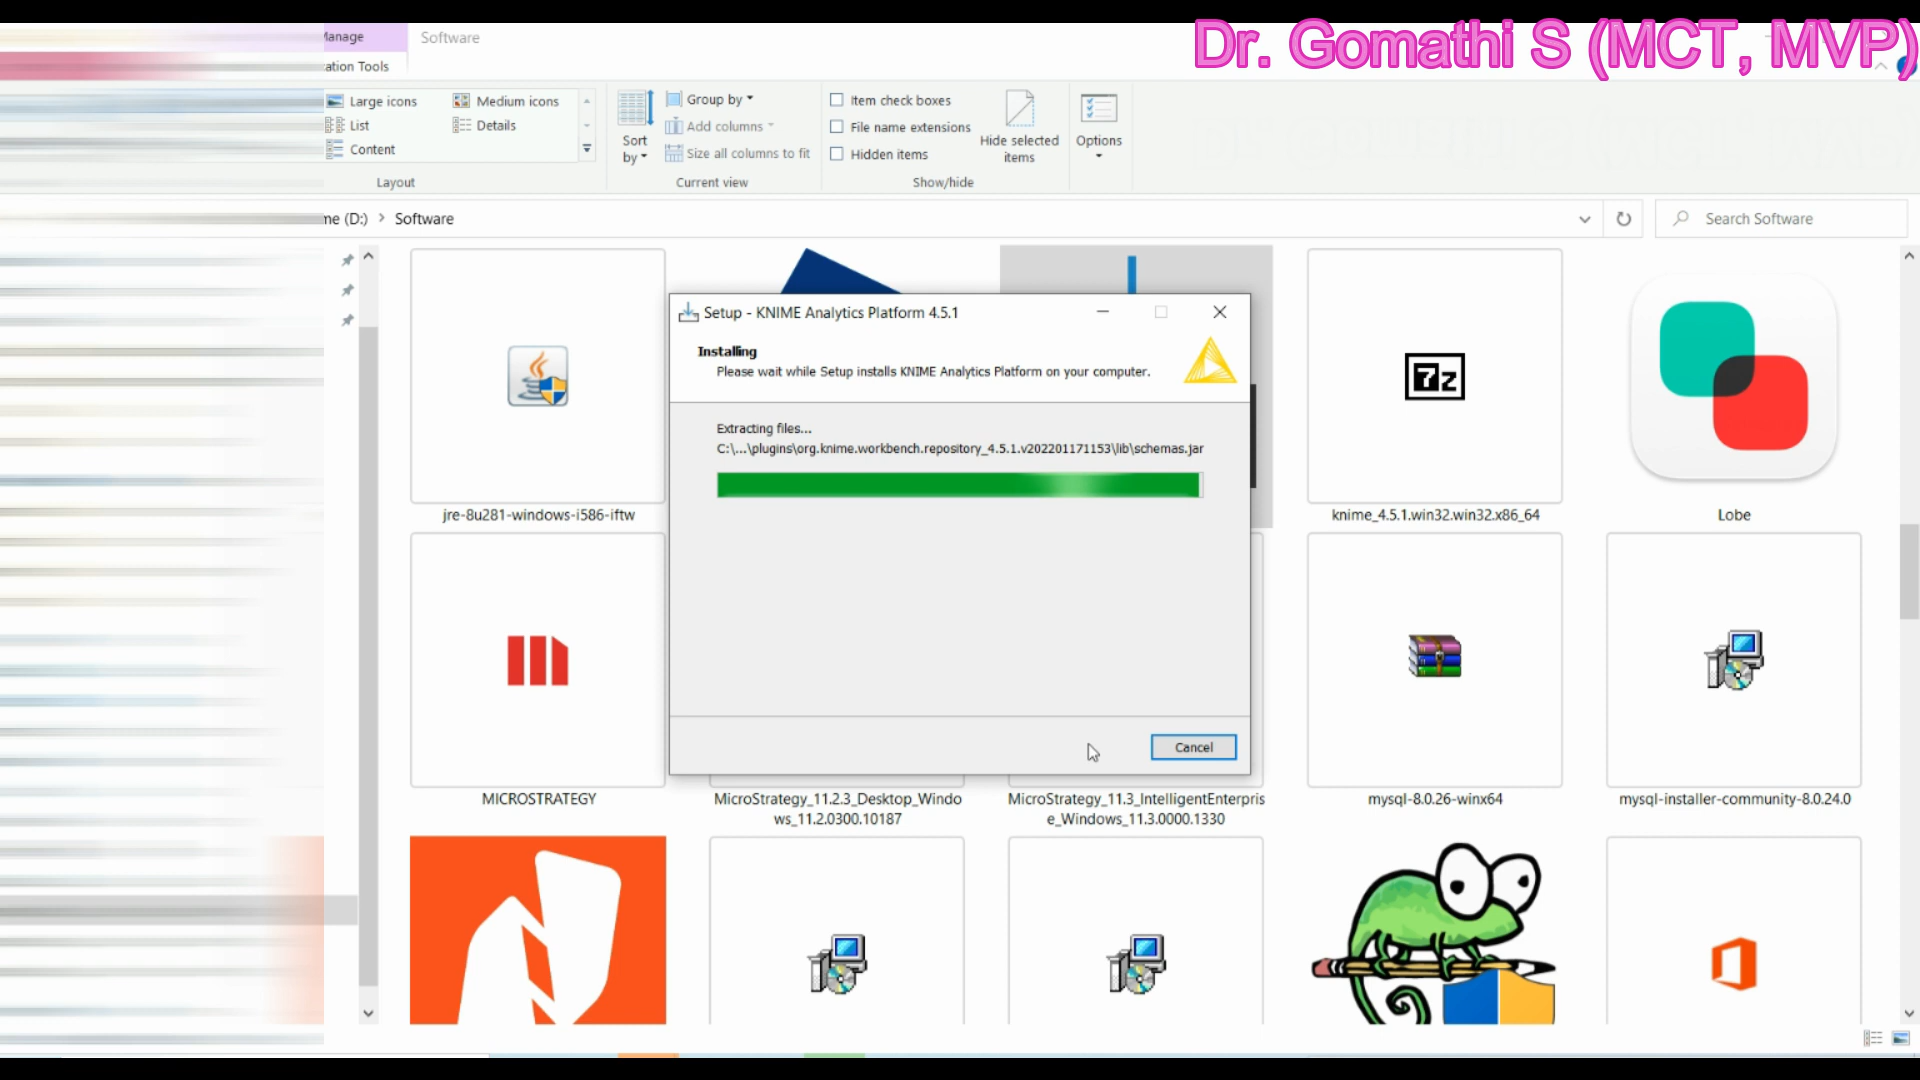 Dr. Gomathi S (MCT, MVP)
Manage
Software
ation Tools
Large icons
Medium icons
List
Details
Content
Layout
Sort
by
Group by
Add columns
Size all columns to fit
Current view
Item check boxes
File name extensions
Hidden items
Show/hide
Hide selected
items
Options
me (D:)
Software
Search Software
Setup - KNIME Analytics Platform 4.5.1
Installing
Please wait while Setup installs KNIME Analytics Platform on your computer.
Extracting files...
C:\...\plugins\org.knime.workbench.repository_4.5.1.v202201171153\lib\schemas.jar
Cancel
7z
jre-8u281-windows-i586-iftw
knime_4.5.1.win32.win32.x86_64
Lobe
MICROSTRATEGY
MicroStrategy_11.2.3_Desktop_Windo
ws_11.2.0300.10187
MicroStrategy_11.3_IntelligentEnterpris
e_Windows_11.3.0000.1330
mysql-8.0.26-winx64
mysql-installer-community-8.0.24.0